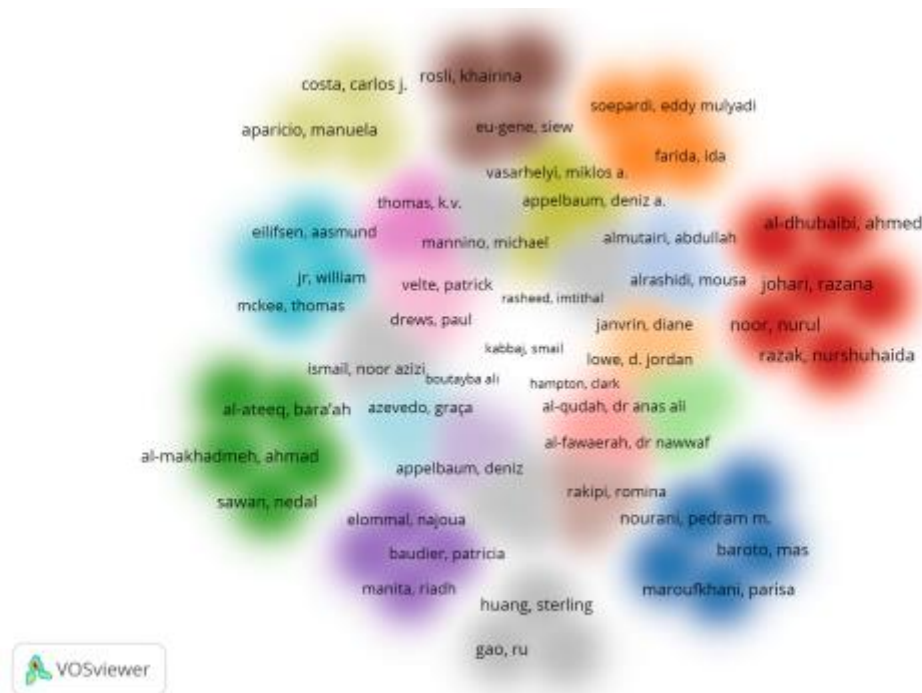 costa, carlos j.
rosli, khairina
aparicio, manuela
eu-gene, siew
soepardi, eddy mulyadi
farida, ida
vasarhelyi, miklos a.
thomas, k.v.
appelbaum, deniz a.
al-dhubaibi, ahmed
eilifsen, aasmund
mannino, michael
almutairi, abdullah
jr, william
velte, patrick
alrashidi, mousa
johari, razana
mckee, thomas
rasheed, imtithal
drews, paul
janvrin, diane
noor, nurul
kabbaj, smail
lowe, d. jordan
razak, nurshuhaida
ismail, noor azizi
boutayba ali
hampton, clark
al-ateeq, bara'ah
azevedo, graça
al-qudah, dr anas ali
al-makhadmeh, ahmad
al-fawaerah, dr nawwaf
appelbaum, deniz
sawan, nedal
rakipi, romina
elommal, najoua
nourani, pedram m.
baudier, patricia
baroto, mas
manita, riadh
maroufkhani, parisa
huang, sterling
gao, ru
VOSviewer